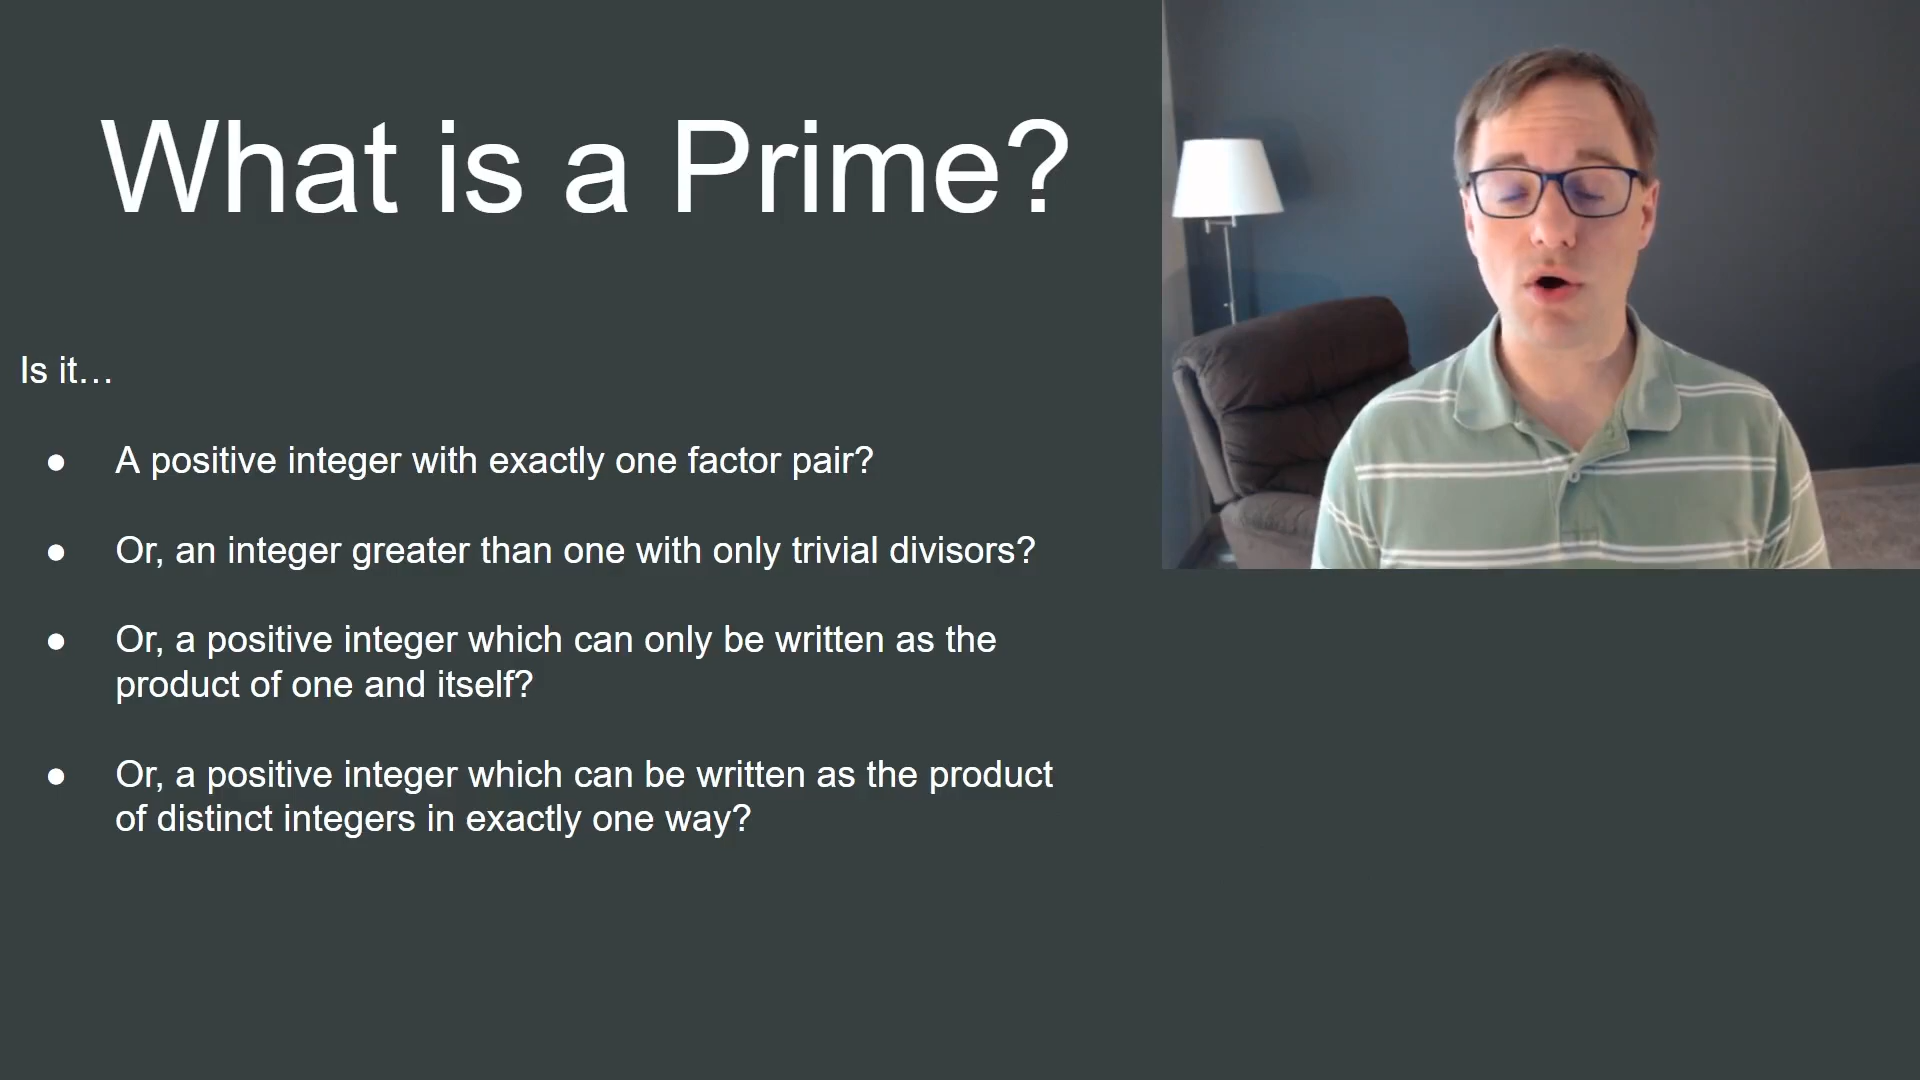 What is a Prime?
Is it…
● A positive integer with exactly one factor pair?
● Or, an integer greater than one with only trivial divisors?
● Or, a positive integer which can only be written as the
product of one and itself?
● Or, a positive integer which can be written as the product
of distinct integers in exactly one way?